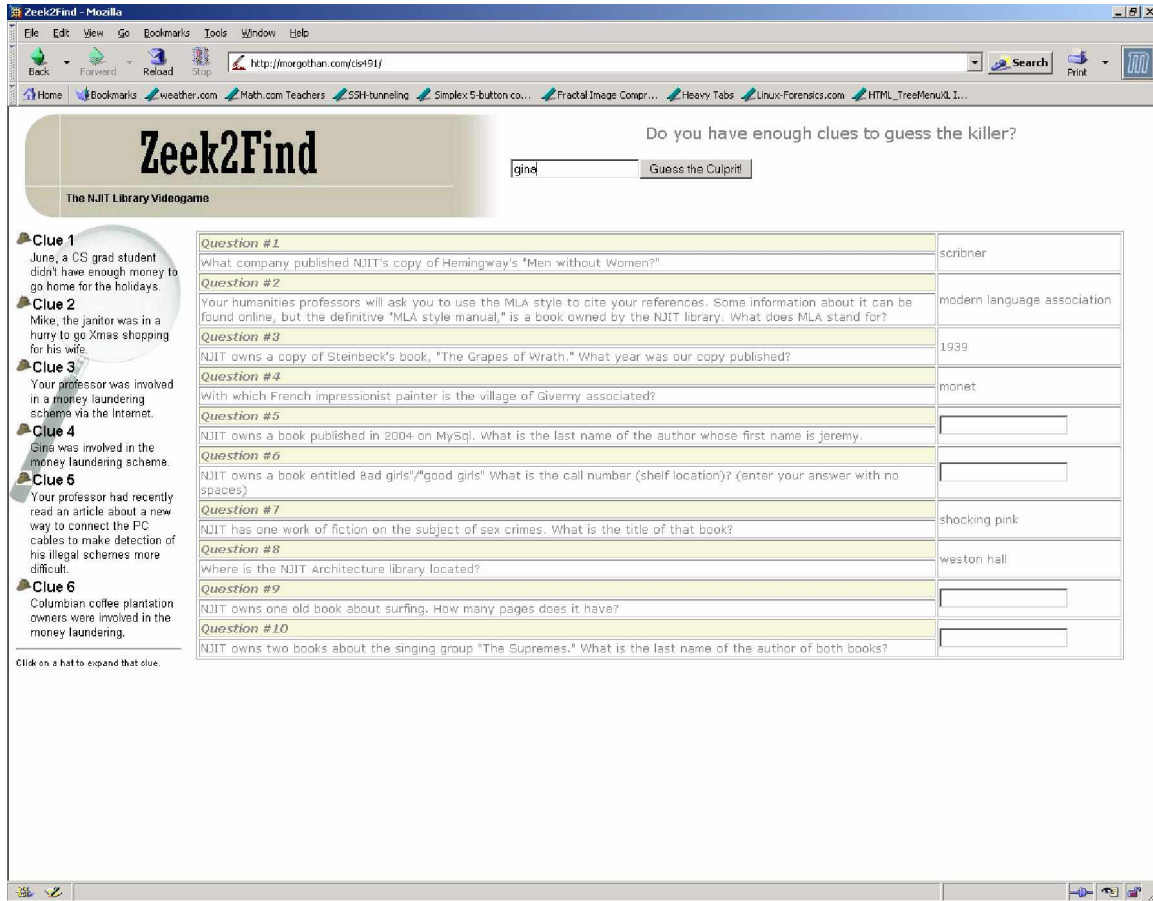 Zeek2Find - Mozilla
File Edit View Go Bookmarks Tools Window Help
Back Forward Reload Stop
http://morgothan.com/cis491/
Search
Print
Home Bookmarks weather.com Math.com Teachers SSH-tunneling Simplex 5-button co... Fractal Image Compr... Heavy Tabs Linux-Forensics.com HTML_TreeMenuXL I...
Zeek2Find
The NJIT Library Videogame
Do you have enough clues to guess the killer?
gina
Guess the Culprit!
Clue 1
June, a CS grad student
didn't have enough money to
go home for the holidays.
Clue 2
Mike, the janitor was in a
hurry to go Xmas shopping
for his wife.
Clue 3
Your professor was involved
in a money laundering
scheme via the Internet.
Clue 4
Gina was involved in the
money laundering scheme.
Clue 5
Your professor had recently
read an article about a new
way to connect the PC
cables to make detection of
his illegal schemes more
difficult.
Clue 6
Columbian coffee plantation
owners were involved in the
money laundering.
Click on a hat to expand that clue.
Question #1
What company published NJIT's copy of Hemingway's "Men without Women?"
scribner
Question #2
Your humanities professors will ask you to use the MLA style to cite your references. Some information about it can be
found online, but the definitive "MLA style manual," is a book owned by the NJIT library. What does MLA stand for?
modern language association
Question #3
NJIT owns a copy of Steinbeck's book, "The Grapes of Wrath." What year was our copy published?
1939
Question #4
With which French impressionist painter is the village of Giverny associated?
monet
Question #5
NJIT owns a book published in 2004 on MySql. What is the last name of the author whose first name is jeremy.
Question #6
NJIT owns a book entitled Bad girls"/"good girls" What is the call number (shelf location)? (enter your answer with no
spaces)
Question #7
NJIT has one work of fiction on the subject of sex crimes. What is the title of that book?
shocking pink
Question #8
Where is the NJIT Architecture library located?
weston hall
Question #9
NJIT owns one old book about surfing. How many pages does it have?
Question #10
NJIT owns two books about the singing group "The Supremes." What is the last name of the author of both books?